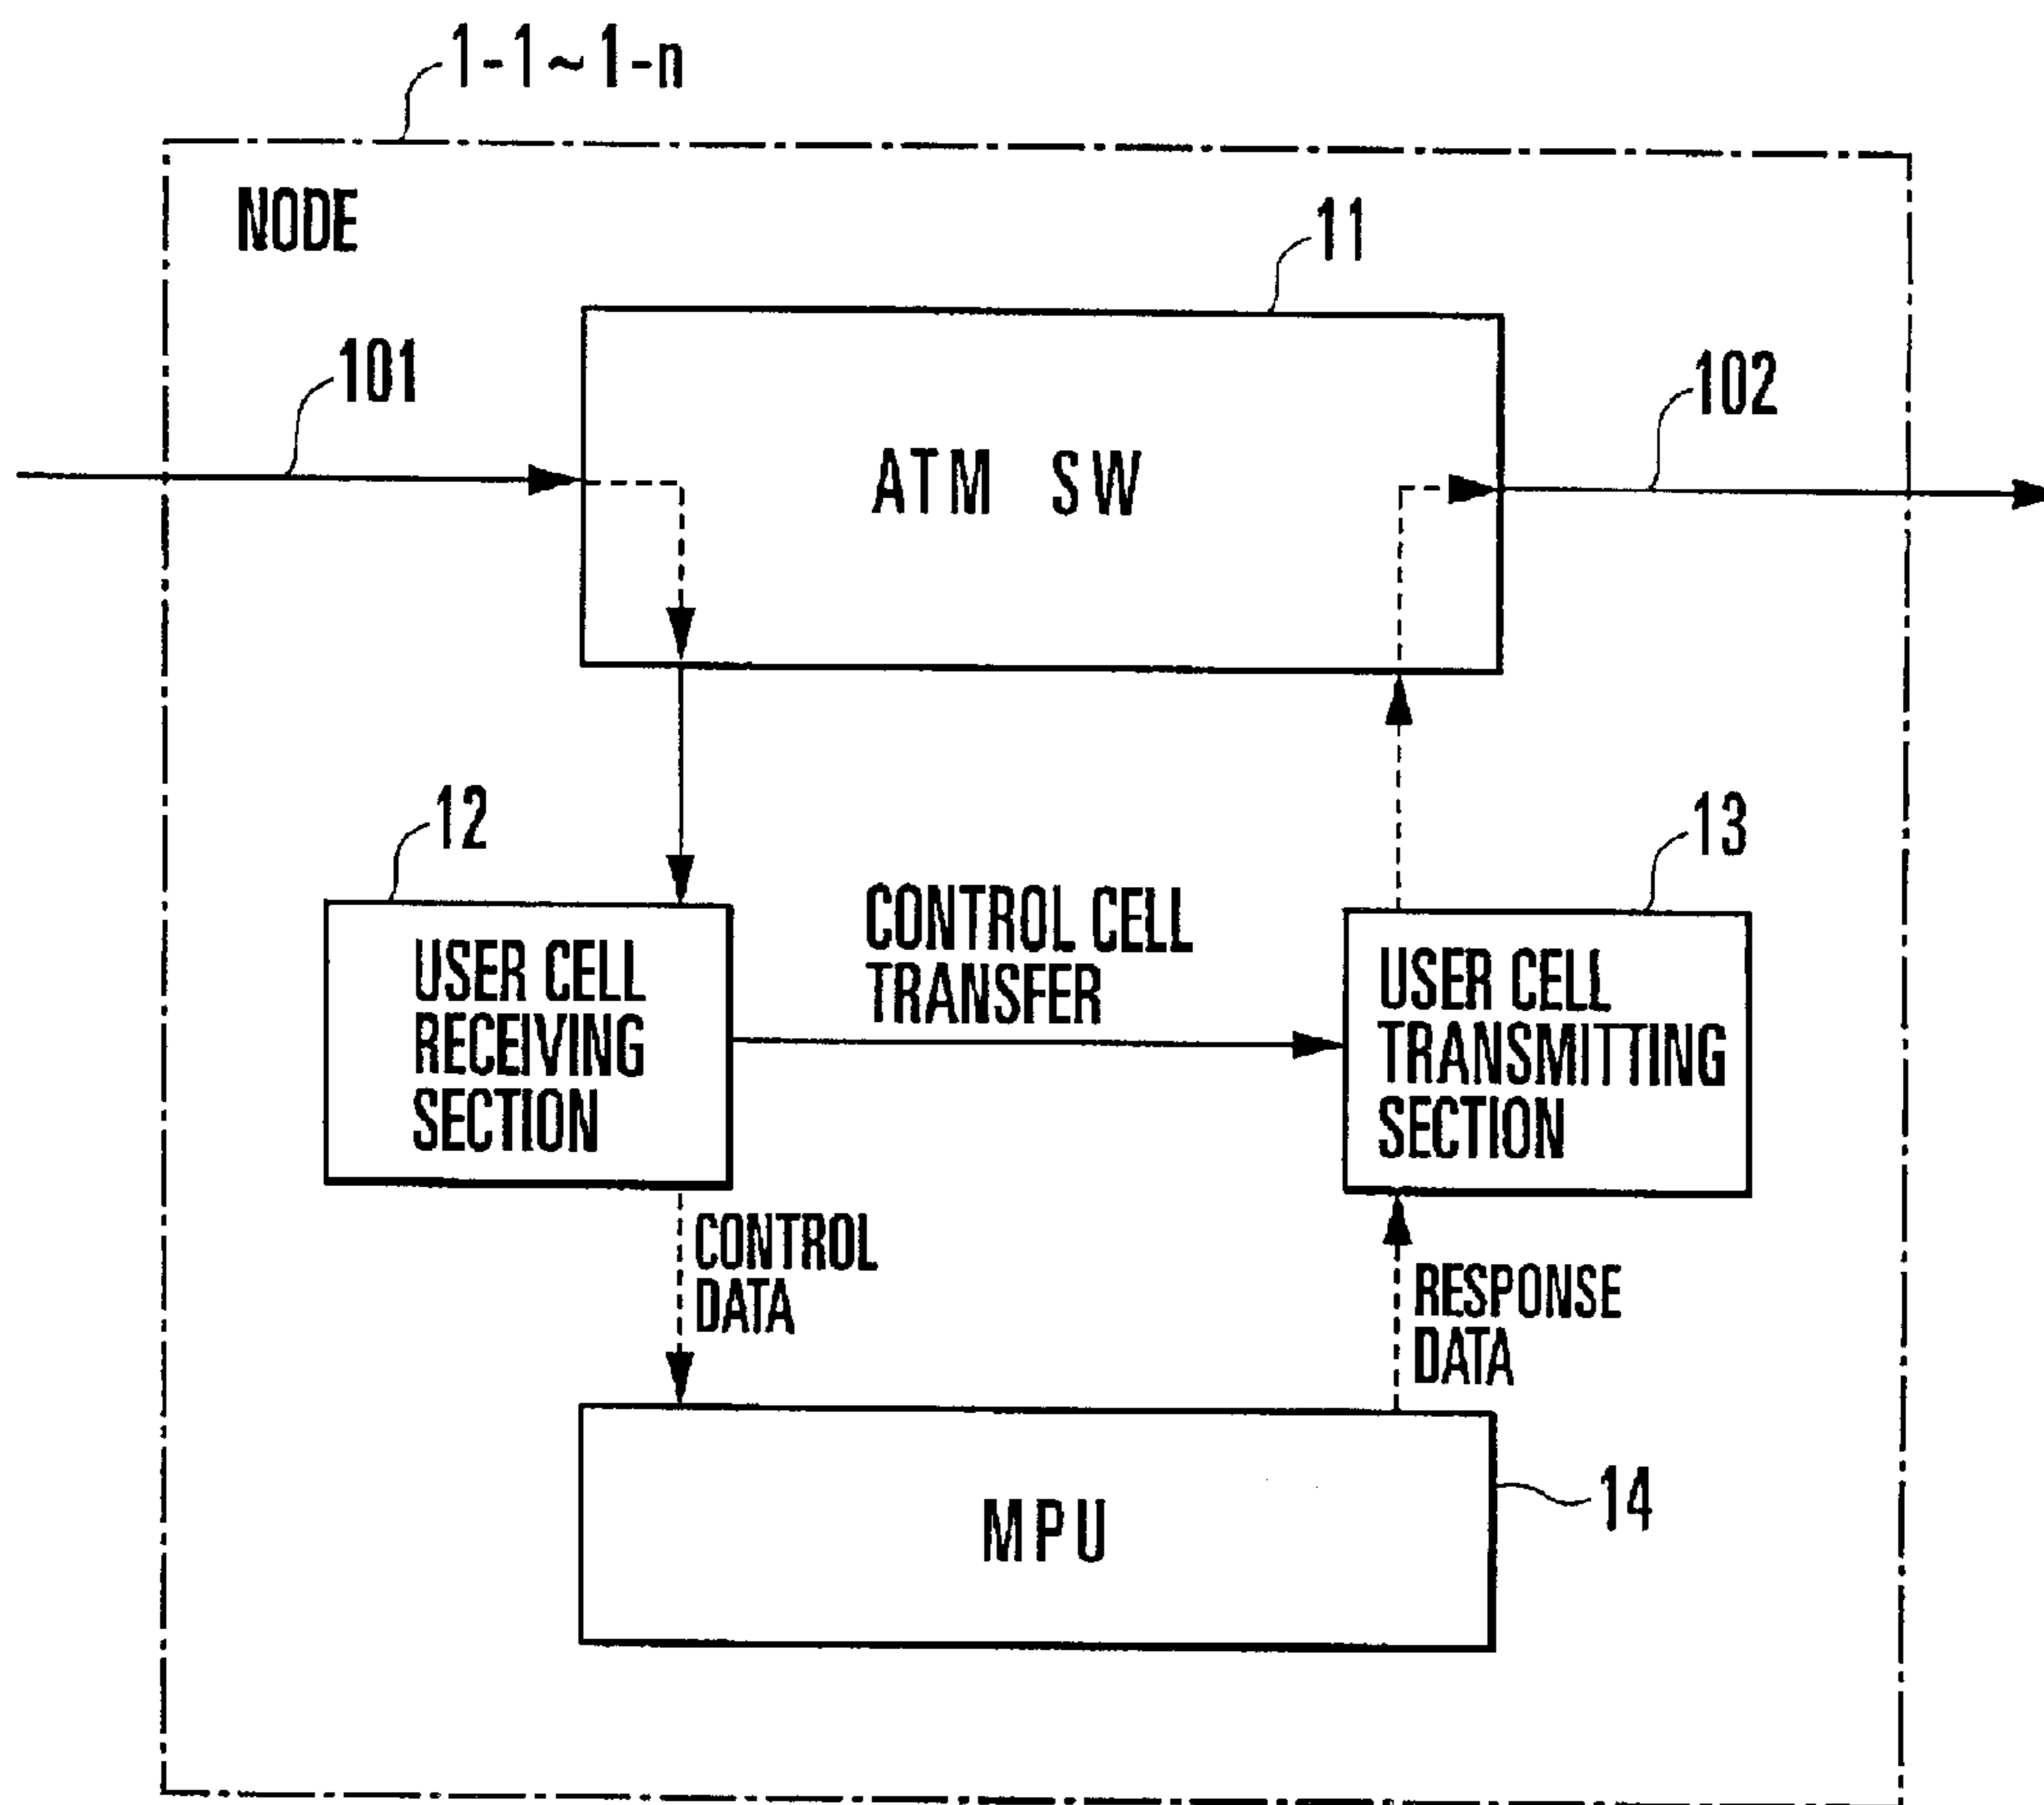 1-1~1-n
NODE
11
101
102
ATM SW
12
13
CONTROL CELL
TRANSFER
USER CELL
RECEIVING
SECTION
USER CELL
TRANSMITTING
SECTION
CONTROL
DATA
RESPONSE
DATA
MPU
14